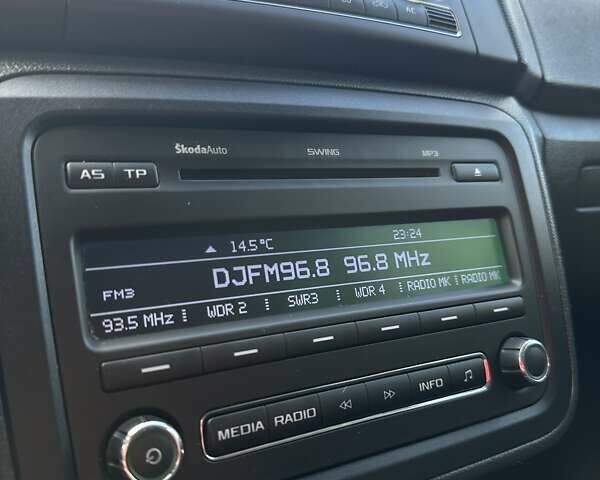 AC
ŠkodaAuto SWING MP3
AS TP
14.5°C 23:24
DJFM96.8 96.8 MHz
FM3
93.5 MHz WDR 2 SWR3 WDR 4 RADIO MK RADIO MK
MEDIA RADIO INFO